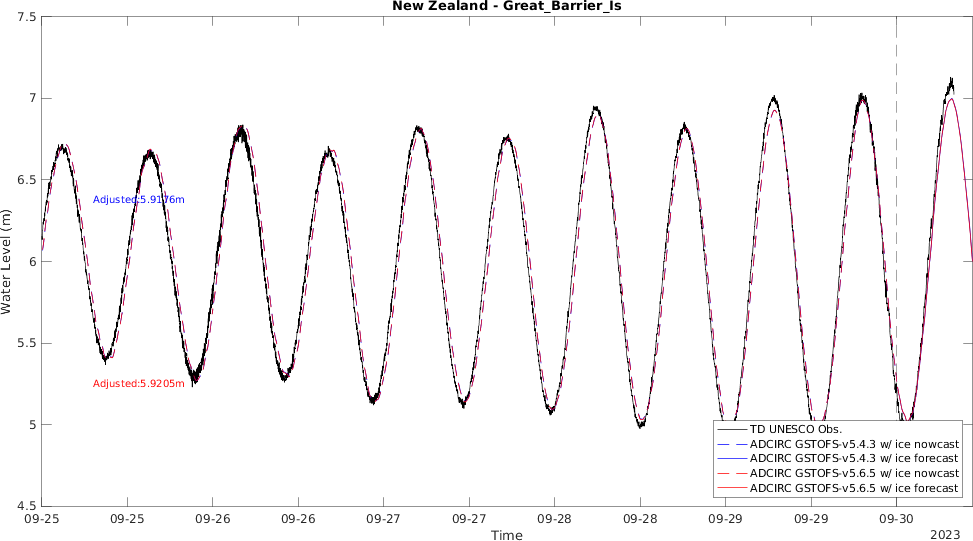 New Zealand - Great_Barrier_Is
7.5
7
6.5
6
5.5
5
4.5
Water Level (m)
Adjusted:5.9176m
Adjusted:5.9205m
TD UNESCO Obs.
ADCIRC GSTOFS-v5.4.3 w/ ice nowcast
ADCIRC GSTOFS-v5.4.3 w/ ice forecast
ADCIRC GSTOFS-v5.6.5 w/ ice nowcast
ADCIRC GSTOFS-v5.6.5 w/ ice forecast
09-25 09-25 09-26 09-26 09-27 09-27 09-28 09-28 09-29 09-29 09-30
Time
2023